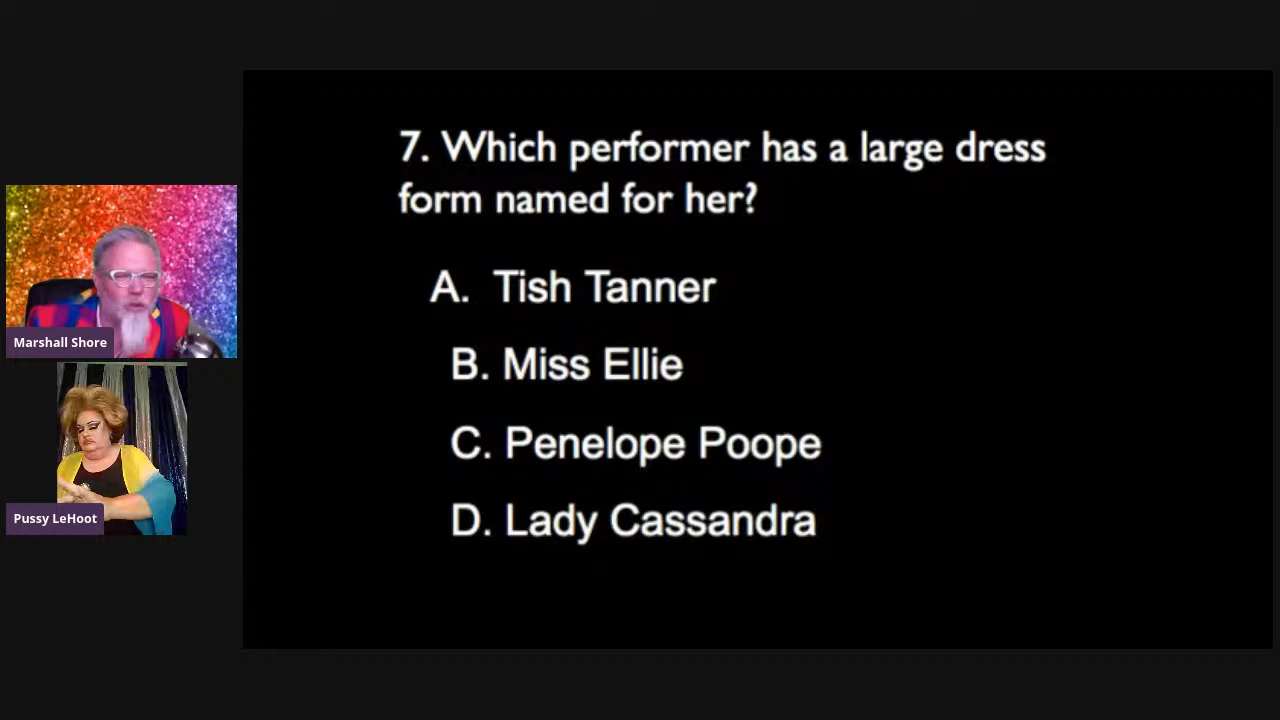 7. Which performer has a large dress
form named for her?
A. Tish Tanner
B. Miss Ellie
C. Penelope Poope
D. Lady Cassandra
Marshall Shore
Pussy LeHoot